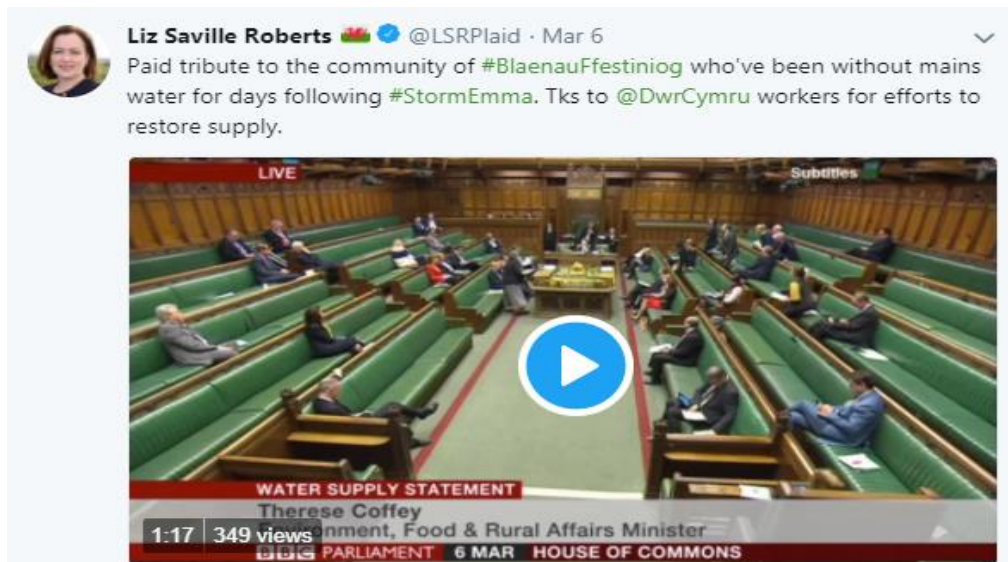 Liz Saville Roberts @LSRPlaid · Mar 6
Paid tribute to the community of #BlaenauFfestiniog who've been without mains
water for days following #StormEmma. Tks to @DwrCymru workers for efforts to
restore supply.
LIVE
Subtitles
WATER SUPPLY STATEMENT
Therese Coffey
Environment, Food & Rural Affairs Minister
1:17 349 views
BBC PARLIAMENT 6 MAR HOUSE OF COMMONS